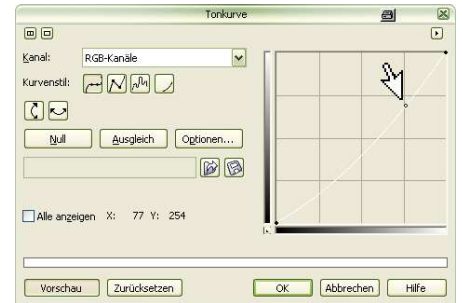 Tonkurve
Kanal: RGB-Kanäle
Kurvenstil:
Null Ausgleich Optionen...
Alle anzeigen X: 77 Y: 254
Vorschau Zurücksetzen OK Abbrechen Hilfe